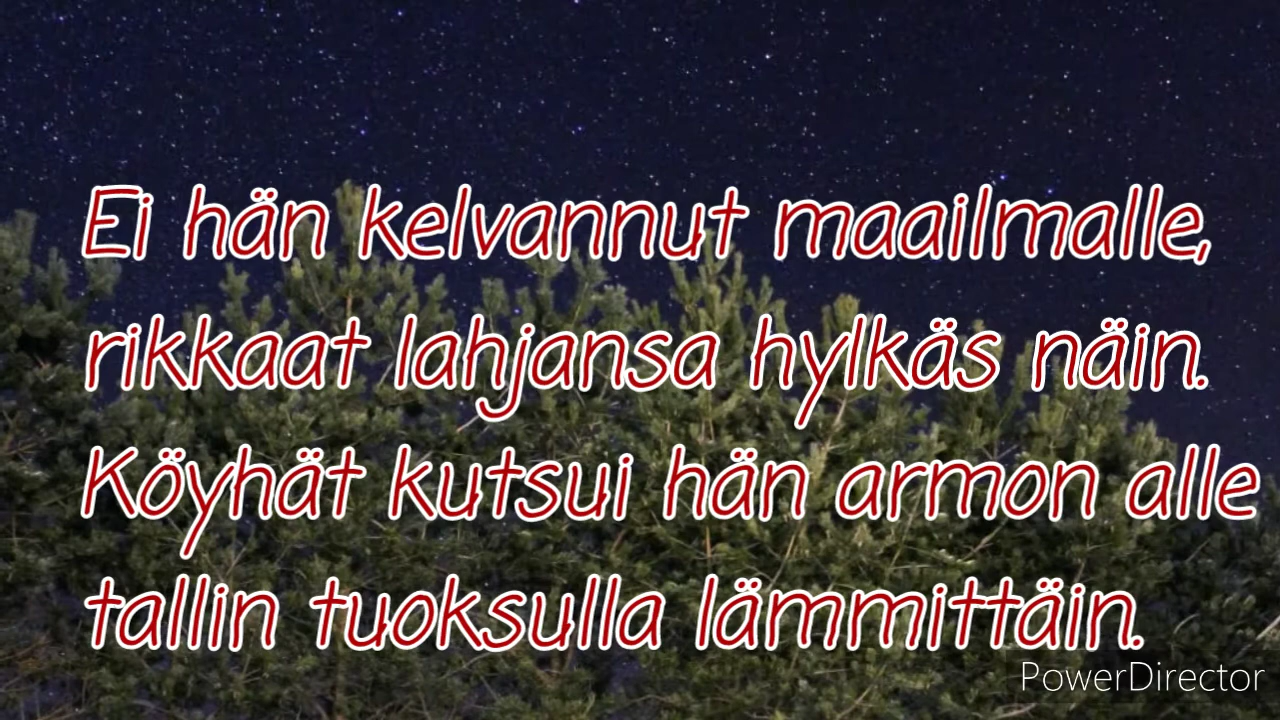 Ei hän kelvannut maailmalle,
rikkaat lahjansa hylkäs näin.
Köyhät kutsui hän armon alle
tallin tuoksulla lämmittäin.
PowerDirector